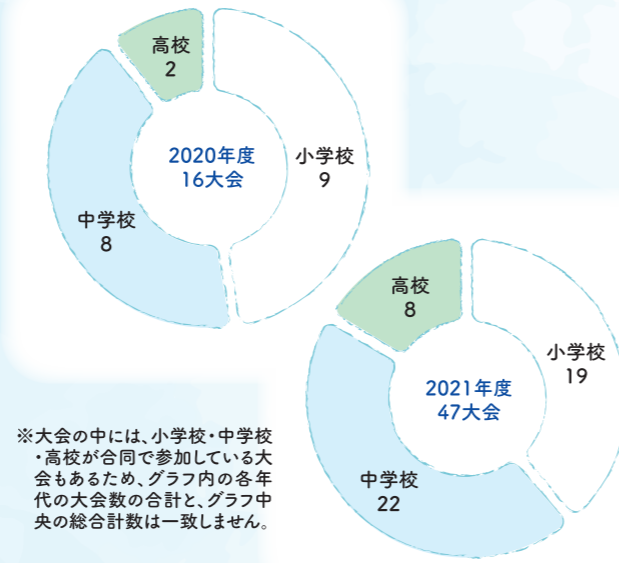 高校
2
2020年度
16大会
小学校
9
中学校
8
高校
8
小学校
19
2021年度
47大会
中学校
22
※大会の中には、小学校・中学校
・高校が合同で参加している大
会もあるため、グラフ内の各年
代の大会数の合計と、グラフ中
央の総合計数は一致しません。